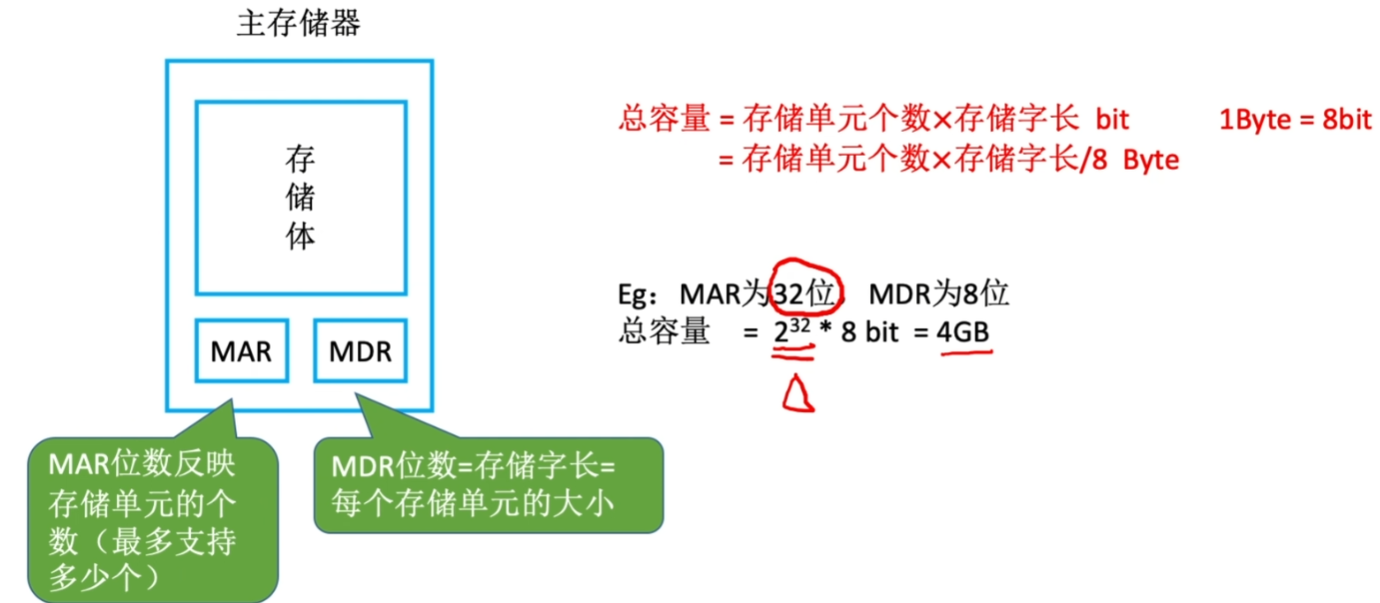 主存储器
存
储
体
MAR
MDR
MAR位数反映
存储单元的个
数（最多支持
多少个）
MDR位数=存储字长=
每个存储单元的大小
总容量 = 存储单元个数×存储字长 bit 1Byte = 8bit
= 存储单元个数×存储字长/8 Byte
Eg：MAR为32位，MDR为8位
总容量 = 2³² * 8 bit = 4GB